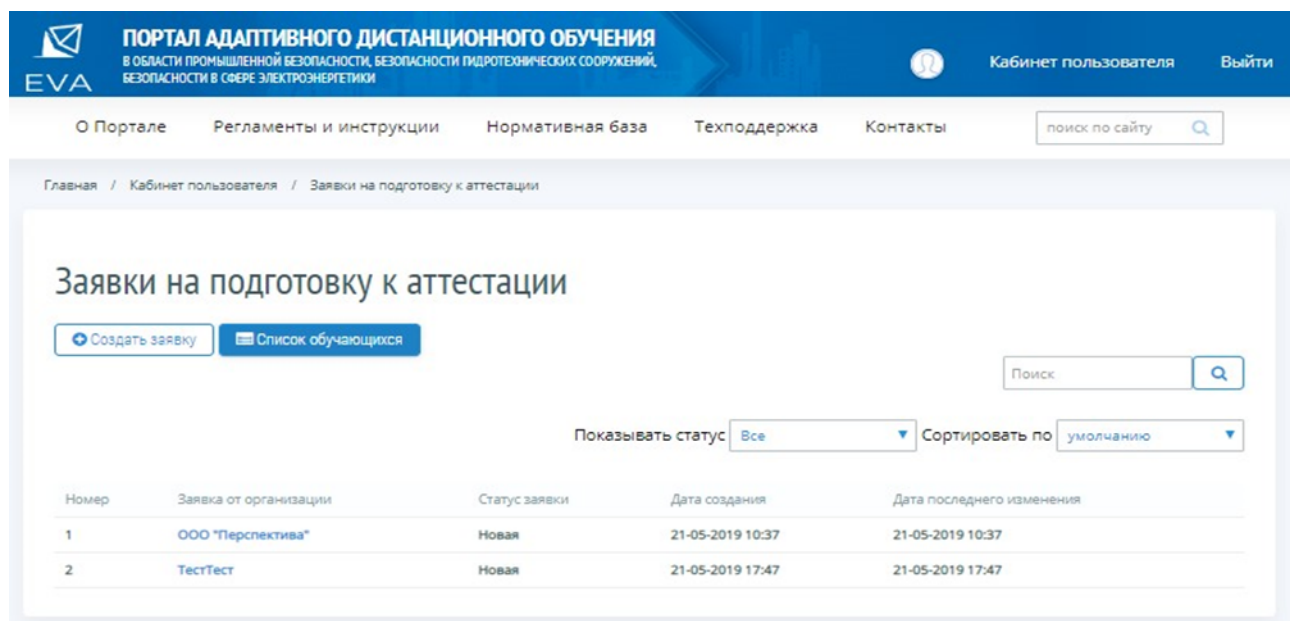 EVA
ПОРТАЛ АДАПТИВНОГО ДИСТАНЦИОННОГО ОБУЧЕНИЯ
В ОБЛАСТИ ПРОМЫШЛЕННОЙ БЕЗОПАСНОСТИ, БЕЗОПАСНОСТИ ГИДРОТЕХНИЧЕСКИХ СООРУЖЕНИЙ,
БЕЗОПАСНОСТИ В СФЕРЕ ЭЛЕКТРОЭНЕРГЕТИКИ
Кабинет пользователя Выйти
О Портале Регламенты и инструкции Нормативная база Техподдержка Контакты поиск по сайту
Главная / Кабинет пользователя / Заявки на подготовку к аттестации
Заявки на подготовку к аттестации
Создать заявку Список обучающихся
Поиск
Показывать статус Все Сортировать по умолчанию
Номер Заявка от организации Статус заявки Дата создания Дата последнего изменения
1 ООО "Перспектива" Новая 21-05-2019 10:37 21-05-2019 10:37
2 ТестТест Новая 21-05-2019 17:47 21-05-2019 17:47